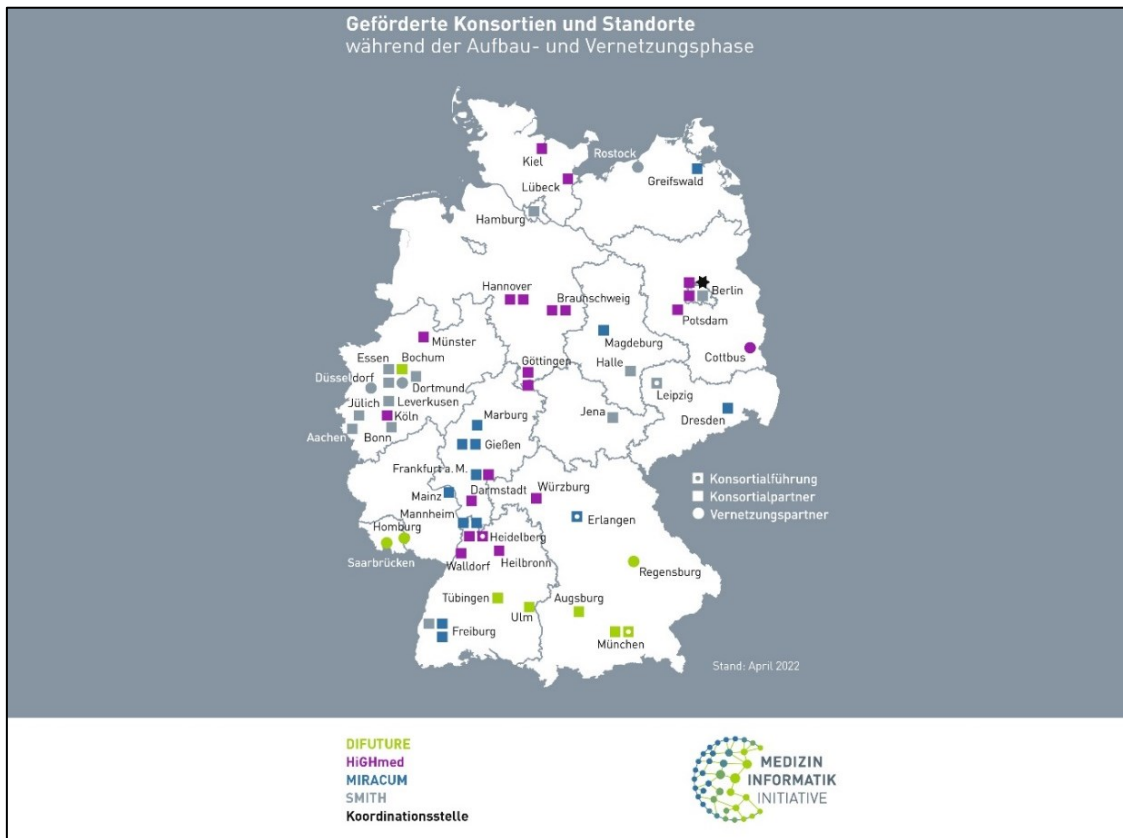 Geförderte Konsortien und Standorte
während der Aufbau- und Vernetzungsphase
Kiel
Rostock
Greifswald
Lübeck
Hamburg
Hannover
Braunschweig
Berlin
Potsdam
Münster
Magdeburg
Cottbus
Essen
Bochum
Göttingen
Halle
Düsseldorf
Dortmund
Leipzig
Jülich
Leverkusen
Köln
Marburg
Jena
Dresden
Aachen
Bonn
Gießen
Frankfurt a. M.
Konsortialführung
Mainz
Darmstadt
Würzburg
Konsortialpartner
Mannheim
Erlangen
Vernetzungspartner
Homburg
Heidelberg
Saarbrücken
Walldorf
Heilbronn
Regensburg
Tübingen
Augsburg
Ulm
Freiburg
München
Stand: April 2022
DIFUTURE
HiGHmed
MIRACUM
SMITH
Koordinationsstelle
MEDIZIN
INFORMATIK
INITIATIVE